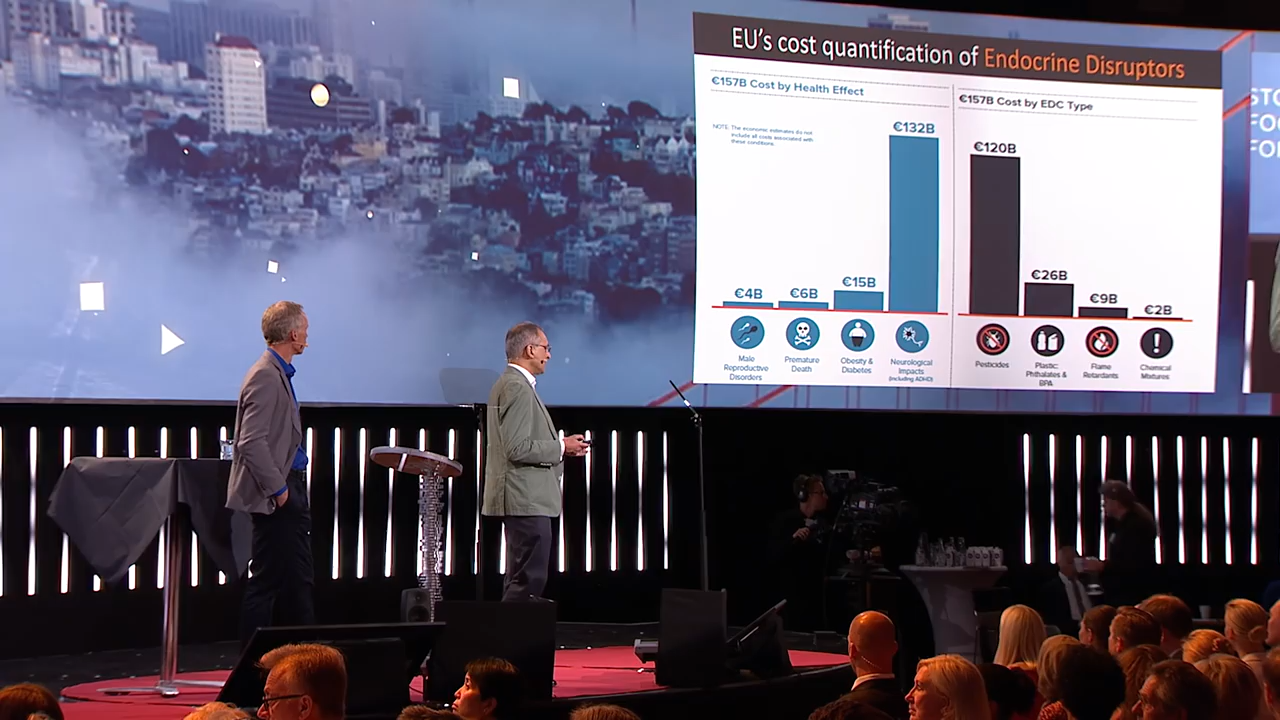 EU's cost quantification of Endocrine Disruptors
€157B Cost by Health Effect
NOTE: The economic estimates do not
include all costs associated with
these conditions.
€4B
€6B
€15B
€132B
Male
Reproductive
Disorders
Premature
Death
Obesity &
Diabetes
Neurological
Impacts
(including ADHD)
€157B Cost by EDC Type
€120B
€26B
€9B
€2B
Pesticides
Plastic:
Phthalates &
BPA
Flame
Retardants
Chemical
Mixtures